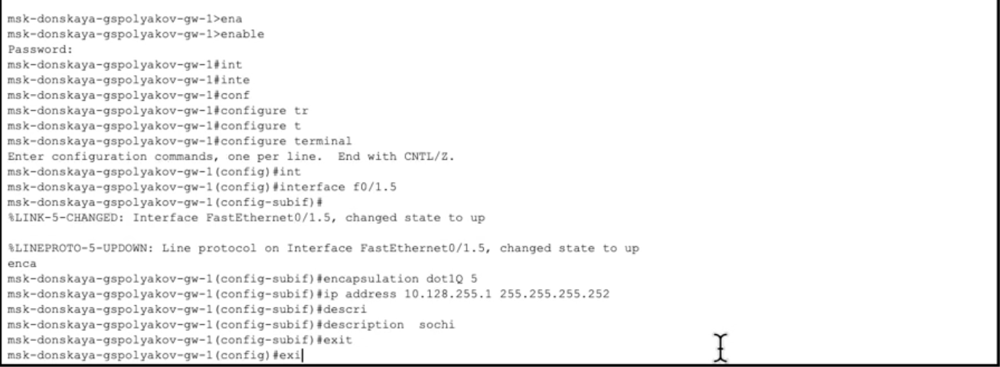 msk-donskaya-gspolyakov-gw-1>ena
msk-donskaya-gspolyakov-gw-1>enable
Password:
msk-donskaya-gspolyakov-gw-1#int
msk-donskaya-gspolyakov-gw-1#inte
msk-donskaya-gspolyakov-gw-1#conf
msk-donskaya-gspolyakov-gw-1#configure tr
msk-donskaya-gspolyakov-gw-1#configure t
msk-donskaya-gspolyakov-gw-1#configure terminal
Enter configuration commands, one per line.  End with CNTL/Z.
msk-donskaya-gspolyakov-gw-1(config)#int
msk-donskaya-gspolyakov-gw-1(config)#interface f0/1.5
msk-donskaya-gspolyakov-gw-1(config-subif)#
%LINK-5-CHANGED: Interface FastEthernet0/1.5, changed state to up
%LINEPROTO-5-UPDOWN: Line protocol on Interface FastEthernet0/1.5, changed state to up
enca
msk-donskaya-gspolyakov-gw-1(config-subif)#encapsulation dot1Q 5
msk-donskaya-gspolyakov-gw-1(config-subif)#ip address 10.128.255.1 255.255.255.252
msk-donskaya-gspolyakov-gw-1(config-subif)#descri
msk-donskaya-gspolyakov-gw-1(config-subif)#description  sochi
msk-donskaya-gspolyakov-gw-1(config-subif)#exit
msk-donskaya-gspolyakov-gw-1(config)#exi